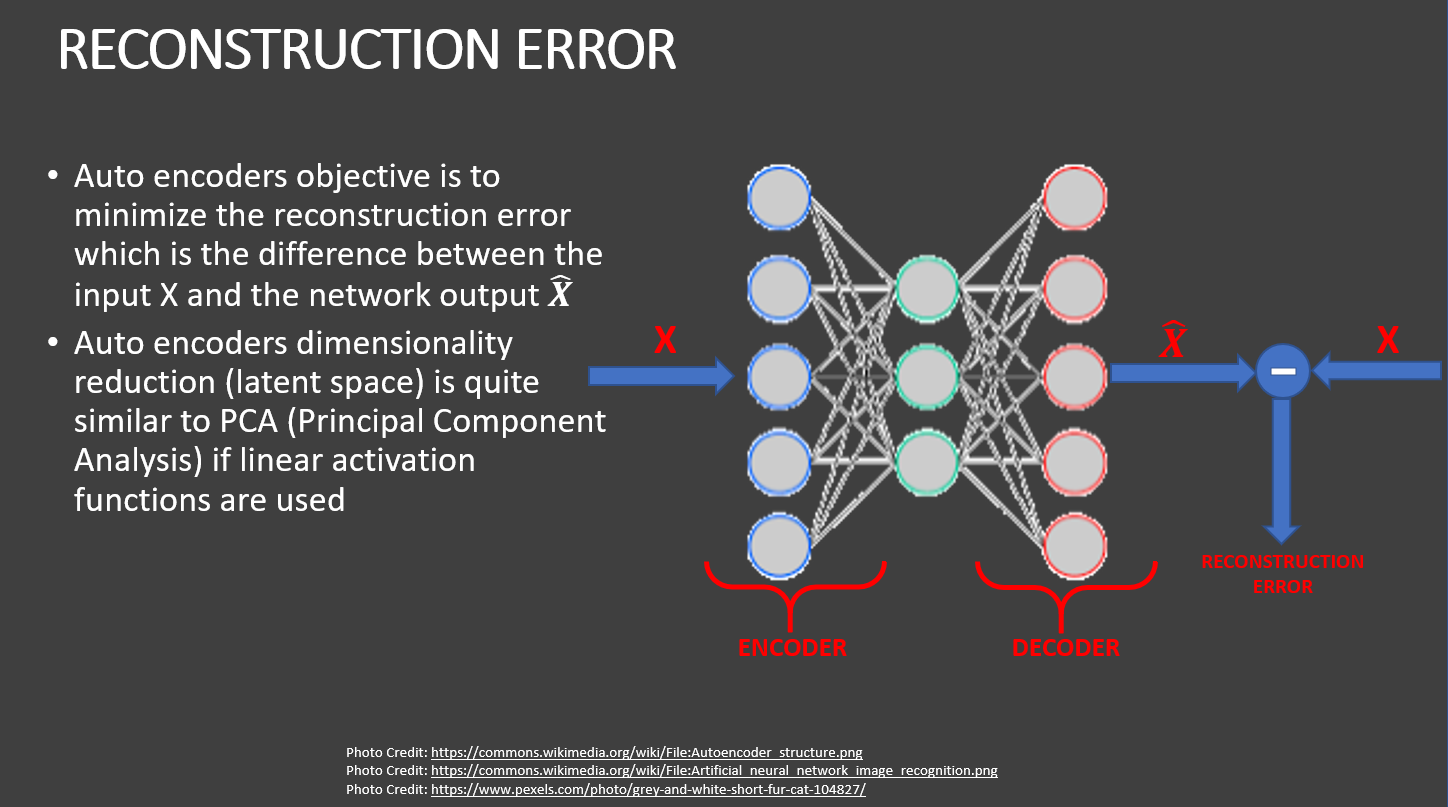 RECONSTRUCTION ERROR
• Auto encoders objective is to
minimize the reconstruction error
which is the difference between the
input X and the network output X̂
• Auto encoders dimensionality
reduction (latent space) is quite
similar to PCA (Principal Component
Analysis) if linear activation
functions are used
X
X̂
X
RECONSTRUCTION
ERROR
ENCODER
DECODER
Photo Credit: https://commons.wikimedia.org/wiki/File:Autoencoder_structure.png
Photo Credit: https://commons.wikimedia.org/wiki/File:Artificial_neural_network_image_recognition.png
Photo Credit: https://www.pexels.com/photo/grey-and-white-short-fur-cat-104827/